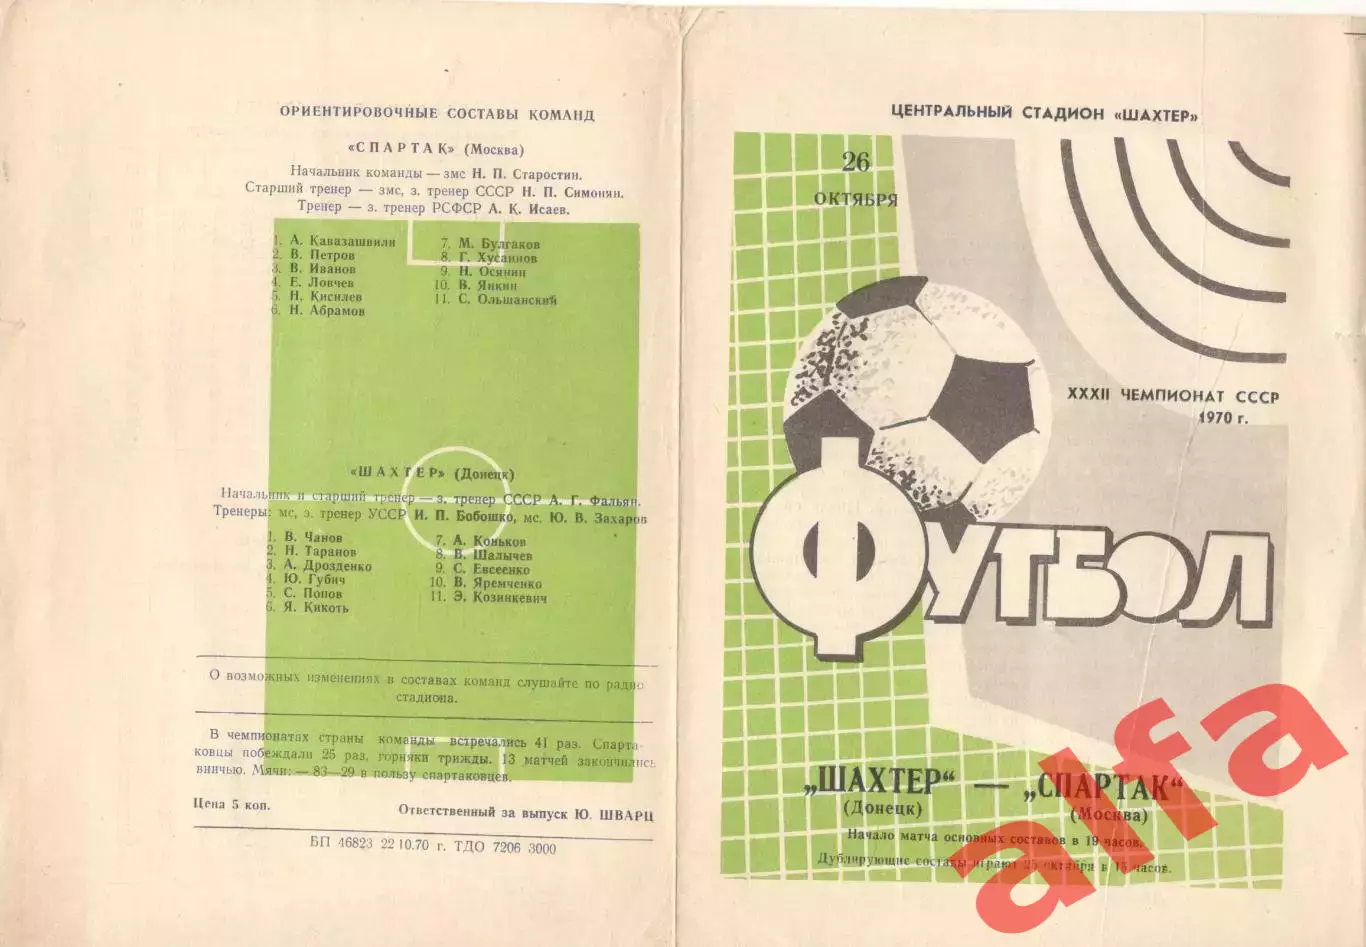 ОРИЕНТИРОВОЧНЫЕ СОСТАВЫ КОМАНД
«СПАРТАК» (Москва)
Начальник команды — змс Н. П. Старостин.
Старший тренер — змс, з. тренер СССР Н. П. Симонян.
Тренер — з. тренер РСФСР А. К. Исаев.
1. А. Кавазашвили
2. В. Петров
3. В. Иванов
4. Е. Ловчев
5. Н. Киселев
6. Н. Абрамов
7. М. Булгаков
8. Г. Хусаинов
9. Н. Осянин
10. В. Янкин
11. С. Ольшанский
«ШАХТЕР» (Донецк)
Начальник и старший тренер — з. тренер СССР А. Г. Фальян.
Тренеры: мс, з. тренер УССР И. П. Бобошко, мс. Ю. В. Захаров
1. В. Чанов
2. Н. Таранов
3. А. Дрозденко
4. Ю. Губич
5. С. Попов
6. Я. Кикоть
7. А. Коньков
8. В. Шалычев
9. С. Евсеенко
10. В. Яремченко
11. Э. Козинкевич
О возможных изменениях в составах команд слушайте по радио
стадиона.
В чемпионатах страны команды встречались 41 раз. Спарта-
ковцы побеждали 25 раз, горняки трижды. 13 матчей закончились
вничью. Мячи: — 83—29 в пользу спартаковцев.
Цена 5 коп.
Ответственный за выпуск Ю. ШВАРЦ
БП 46823 22 10.70 г. ТДО 7206 3000
ЦЕНТРАЛЬНЫЙ СТАДИОН «ШАХТЕР»
26
ОКТЯБРЯ
XXXII ЧЕМПИОНАТ СССР
1970 г.
ФУТБОЛ
„ШАХТЕР" — „СПАРТАК"
(Донецк)
(Москва)
Начало матча основных составов в 19 часов.
Дублирующие составы играют 25 октября в 15 часов.
alfa